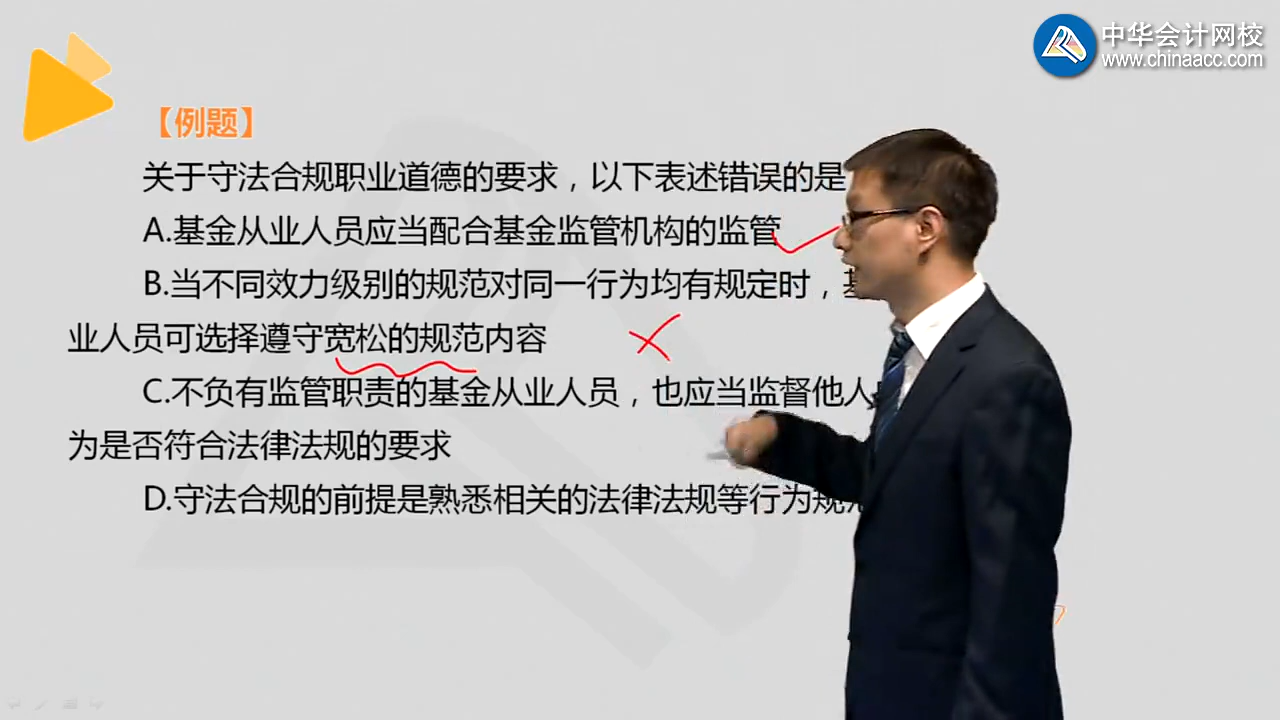 中华会计网校
www.chinaacc.com
【例题】
关于守法合规职业道德的要求，以下表述错误的是
A.基金从业人员应当配合基金监管机构的监管
B.当不同效力级别的规范对同一行为均有规定时，
业人员可选择遵守宽松的规范内容
C.不负有监管职责的基金从业人员，也应当监督他人
为是否符合法律法规的要求
D.守法合规的前提是熟悉相关的法律法规等行为规